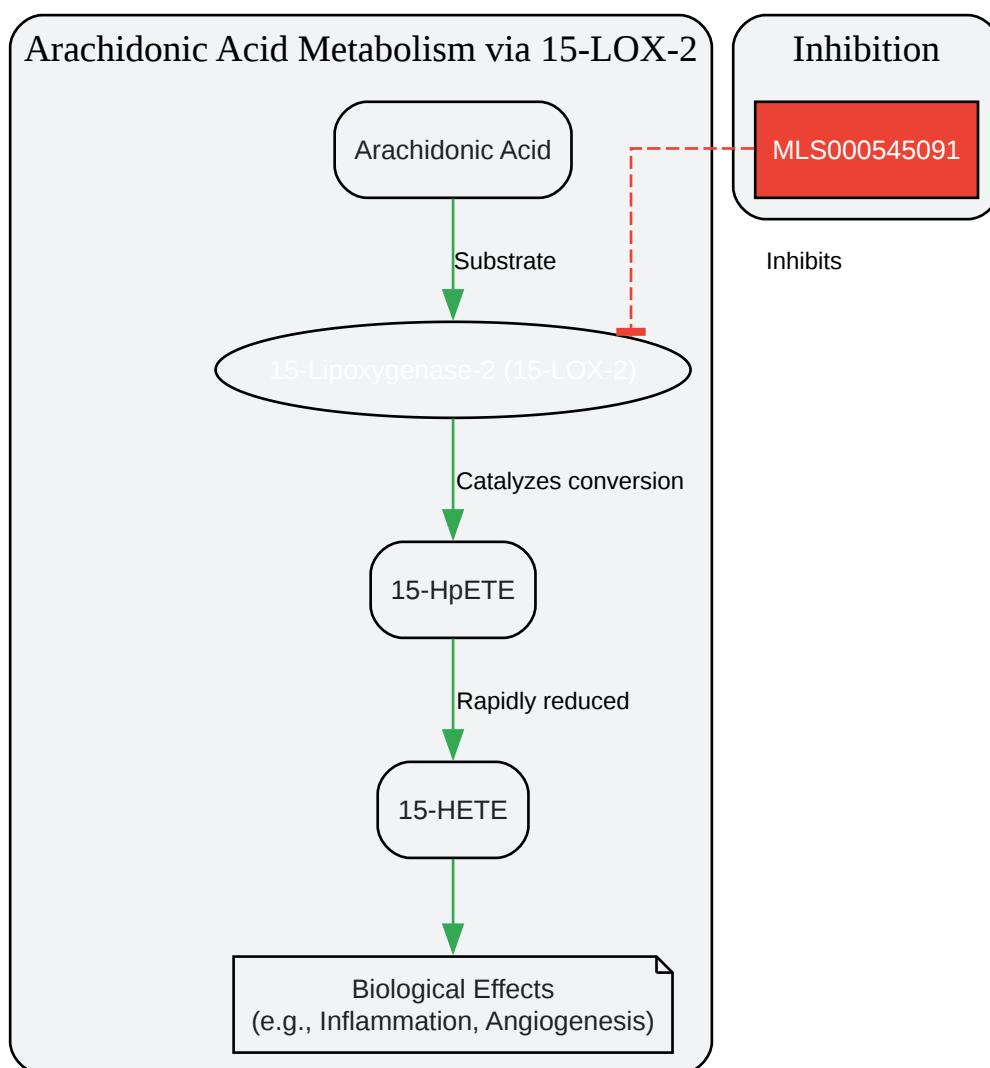 Arachidonic Acid Metabolism via 15-LOX-2
Inhibition
Arachidonic Acid
MLS000545091
Substrate
Inhibits
15-Lipoxygenase-2 (15-LOX-2)
Catalyzes conversion
15-HpETE
Rapidly reduced
15-HETE
Biological Effects
(e.g., Inflammation, Angiogenesis)